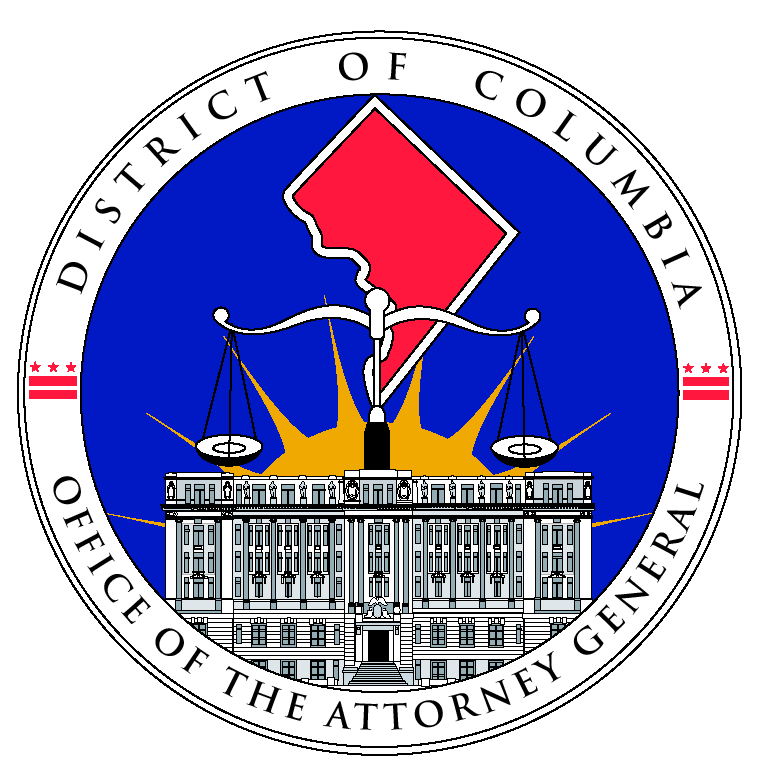 DISTRICT OF COLUMBIA
OFFICE OF THE ATTORNEY GENERAL